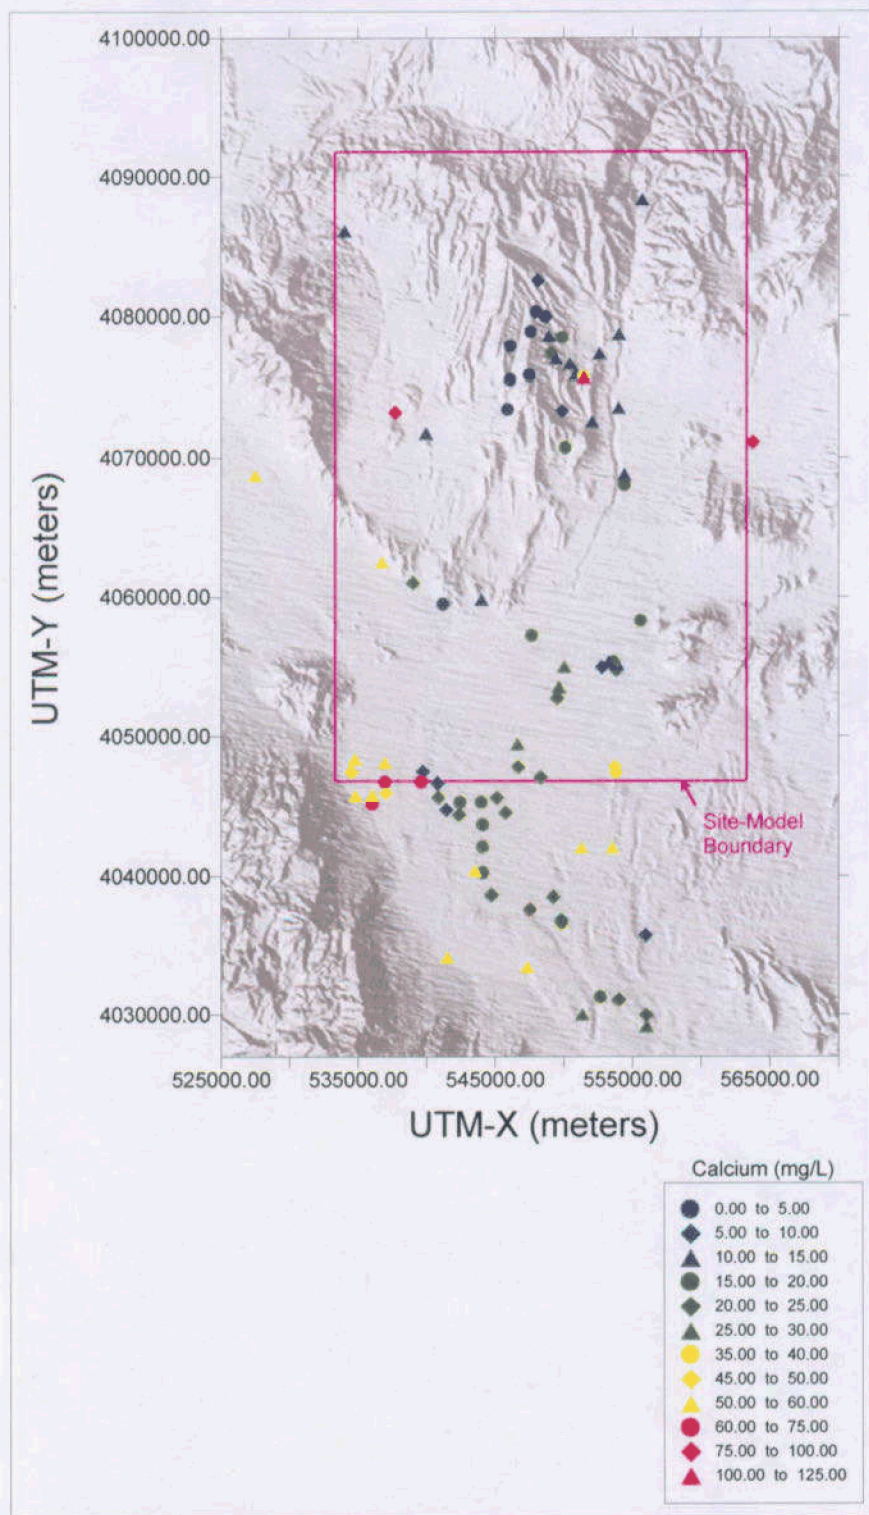 4100000.00
4090000.00
4080000.00
4070000.00
4060000.00
4050000.00
4040000.00
4030000.00
UTM-Y (meters)
Site-Model
Boundary
525000.00 535000.00 545000.00 555000.00 565000.00
UTM-X (meters)
Calcium (mg/L)
0.00 to 5.00
5.00 to 10.00
10.00 to 15.00
15.00 to 20.00
20.00 to 25.00
25.00 to 30.00
35.00 to 40.00
45.00 to 50.00
50.00 to 60.00
60.00 to 75.00
75.00 to 100.00
100.00 to 125.00